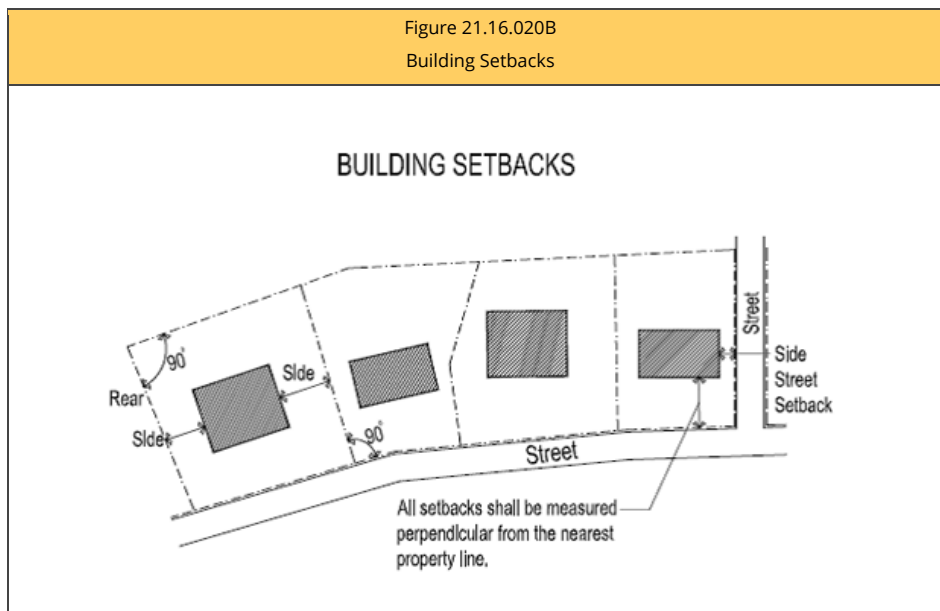 Figure 21.16.020B
Building Setbacks
BUILDING SETBACKS
Street
90°
Side
Rear
Side
Side
Street
Setback
90°
Street
All setbacks shall be measured
perpendicular from the nearest
property line.